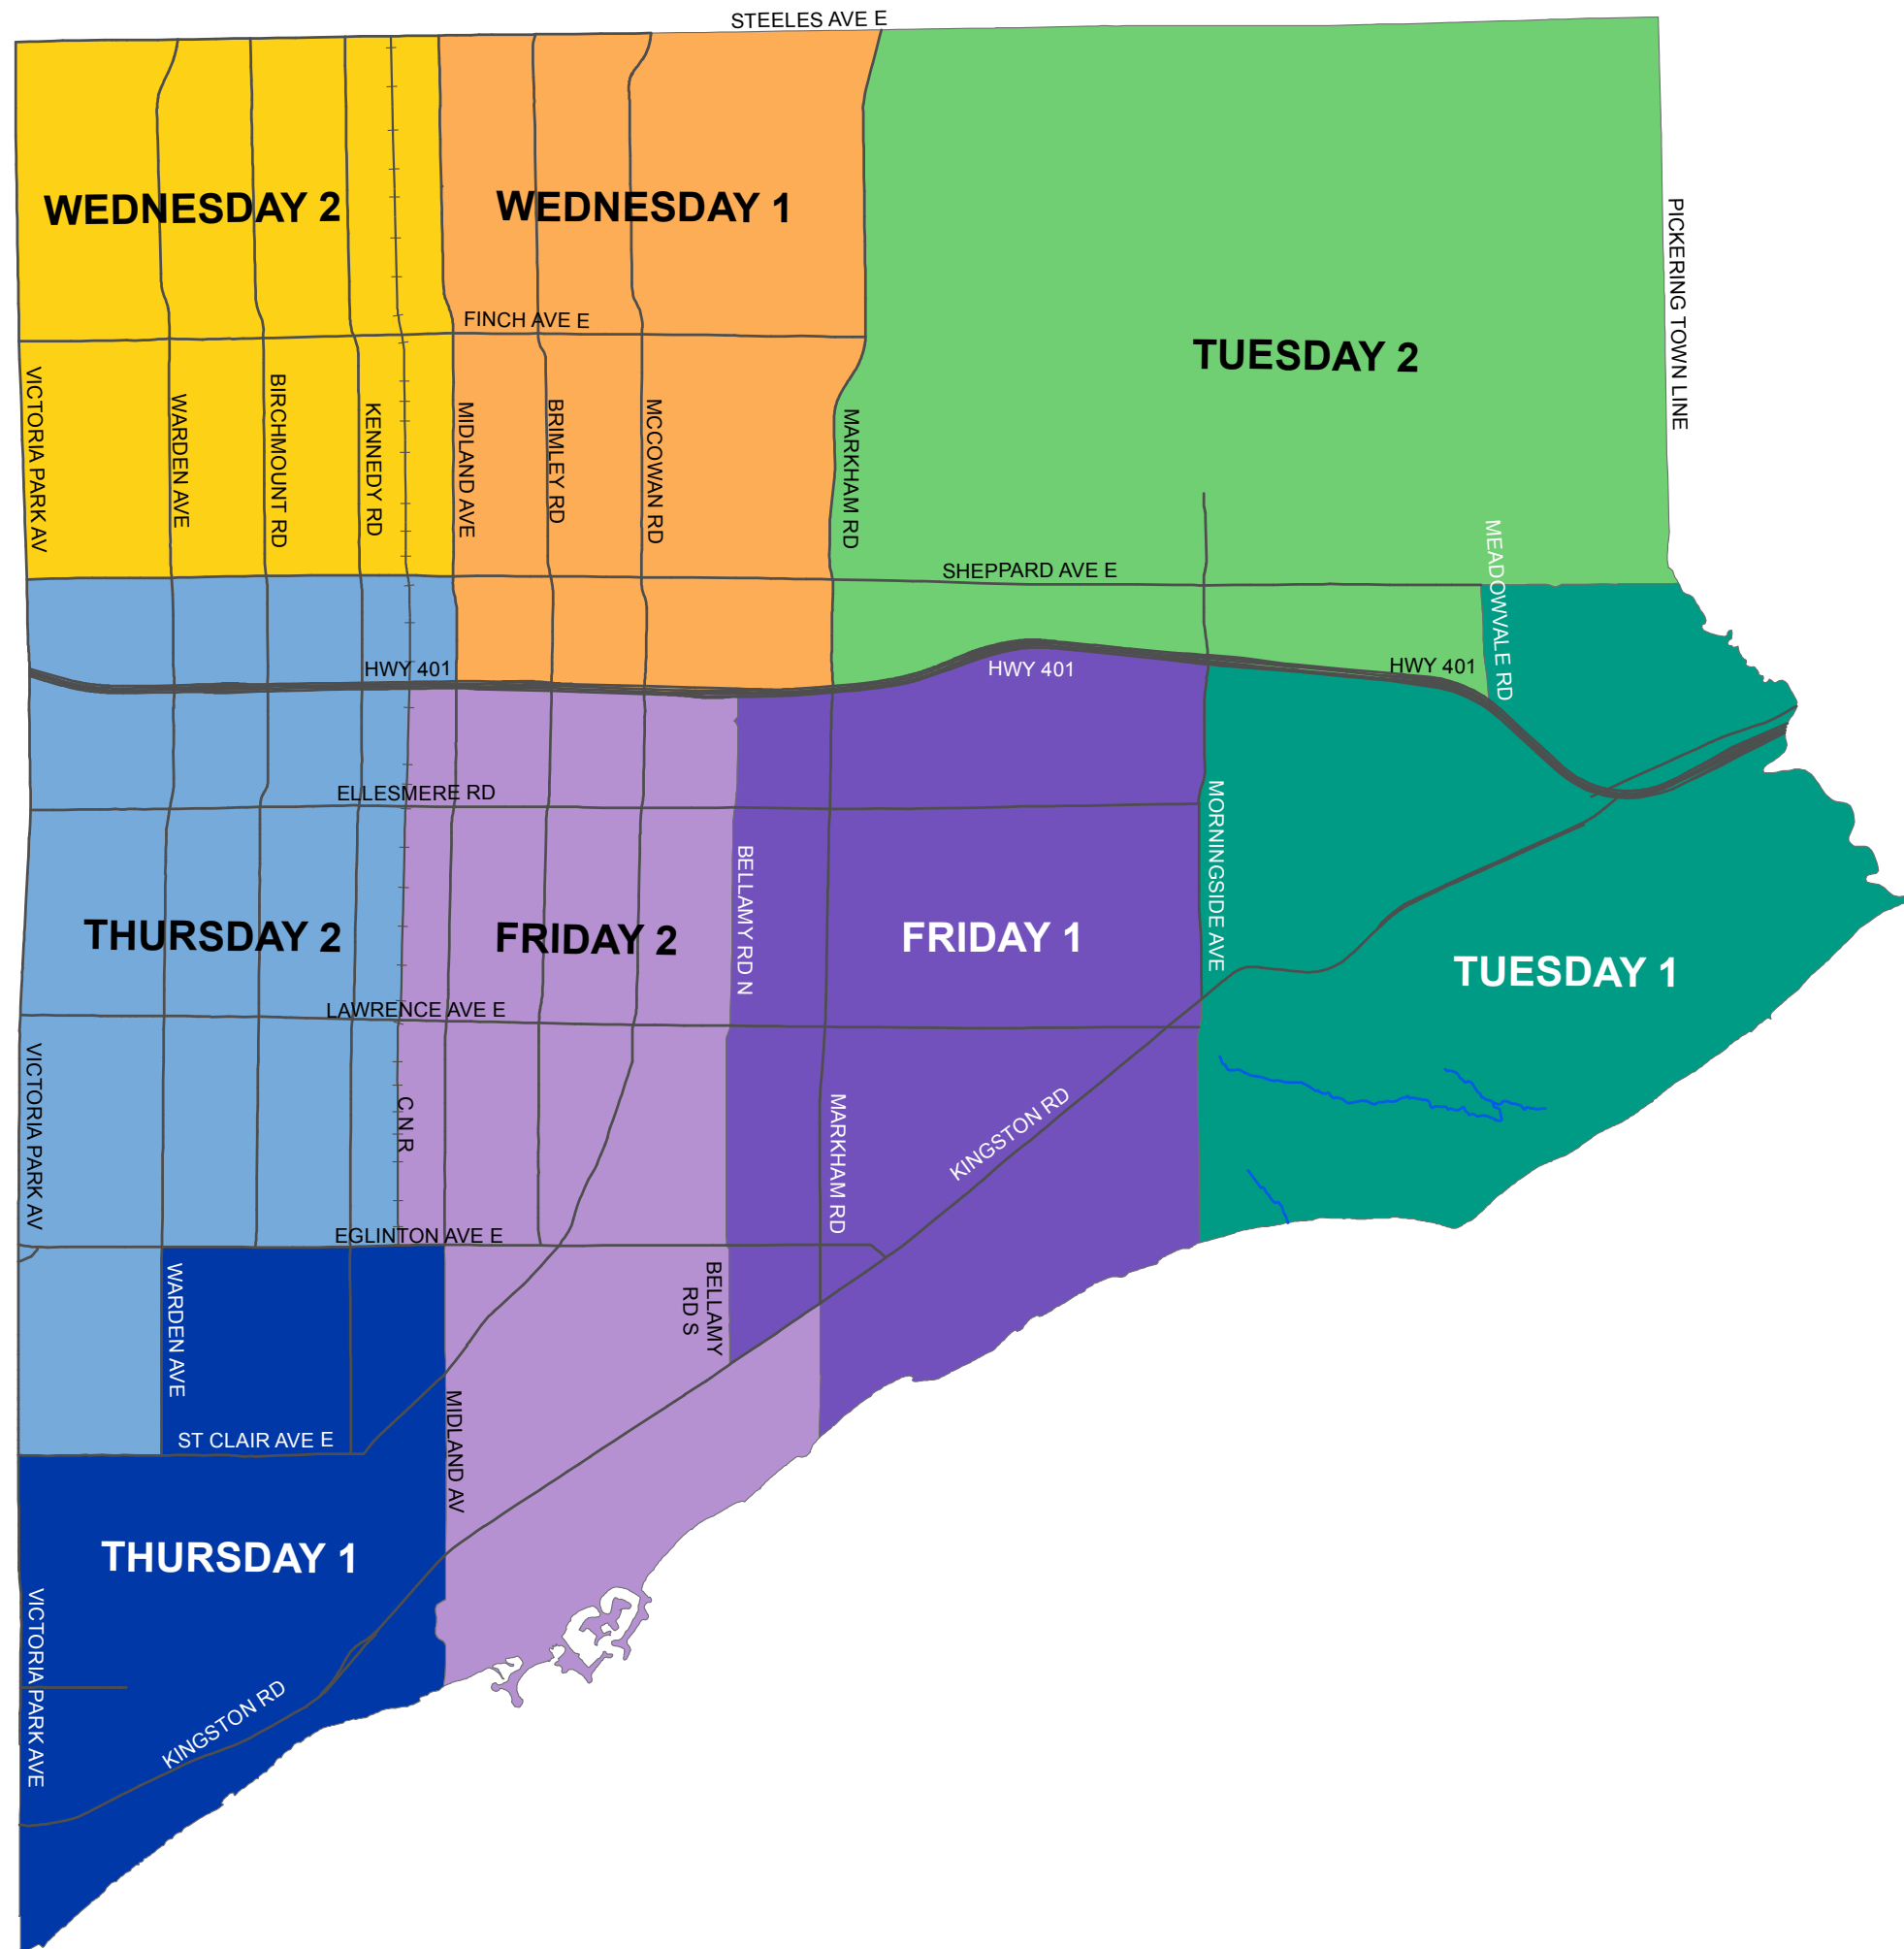 STEELES AVE E
WEDNESDAY 2
WEDNESDAY 1
PICKERING TOWN LINE
FINCH AVE E
TUESDAY 2
VICTORIA PARK AV
WARDEN AVE
BIRCHMOUNT RD
KENNEDY RD
MIDLAND AVE
BRIMLEY RD
MCCOWAN RD
MARKHAM RD
SHEPPARD AVE E
MEADOWVALE RD
HWY 401
HWY 401
HWY 401
ELLESMERE RD
MORNINGSIDE AVE
BELLAMY RD N
THURSDAY 2
FRIDAY 2
FRIDAY 1
TUESDAY 1
LAWRENCE AVE E
VICTORIA PARK AV
C N R
MARKHAM RD
KINGSTON RD
EGLINTON AVE E
WARDEN AVE
BELLAMY
RD S
MIDLAND AV
ST CLAIR AVE E
THURSDAY 1
VICTORIA PARK AVE
KINGSTON RD